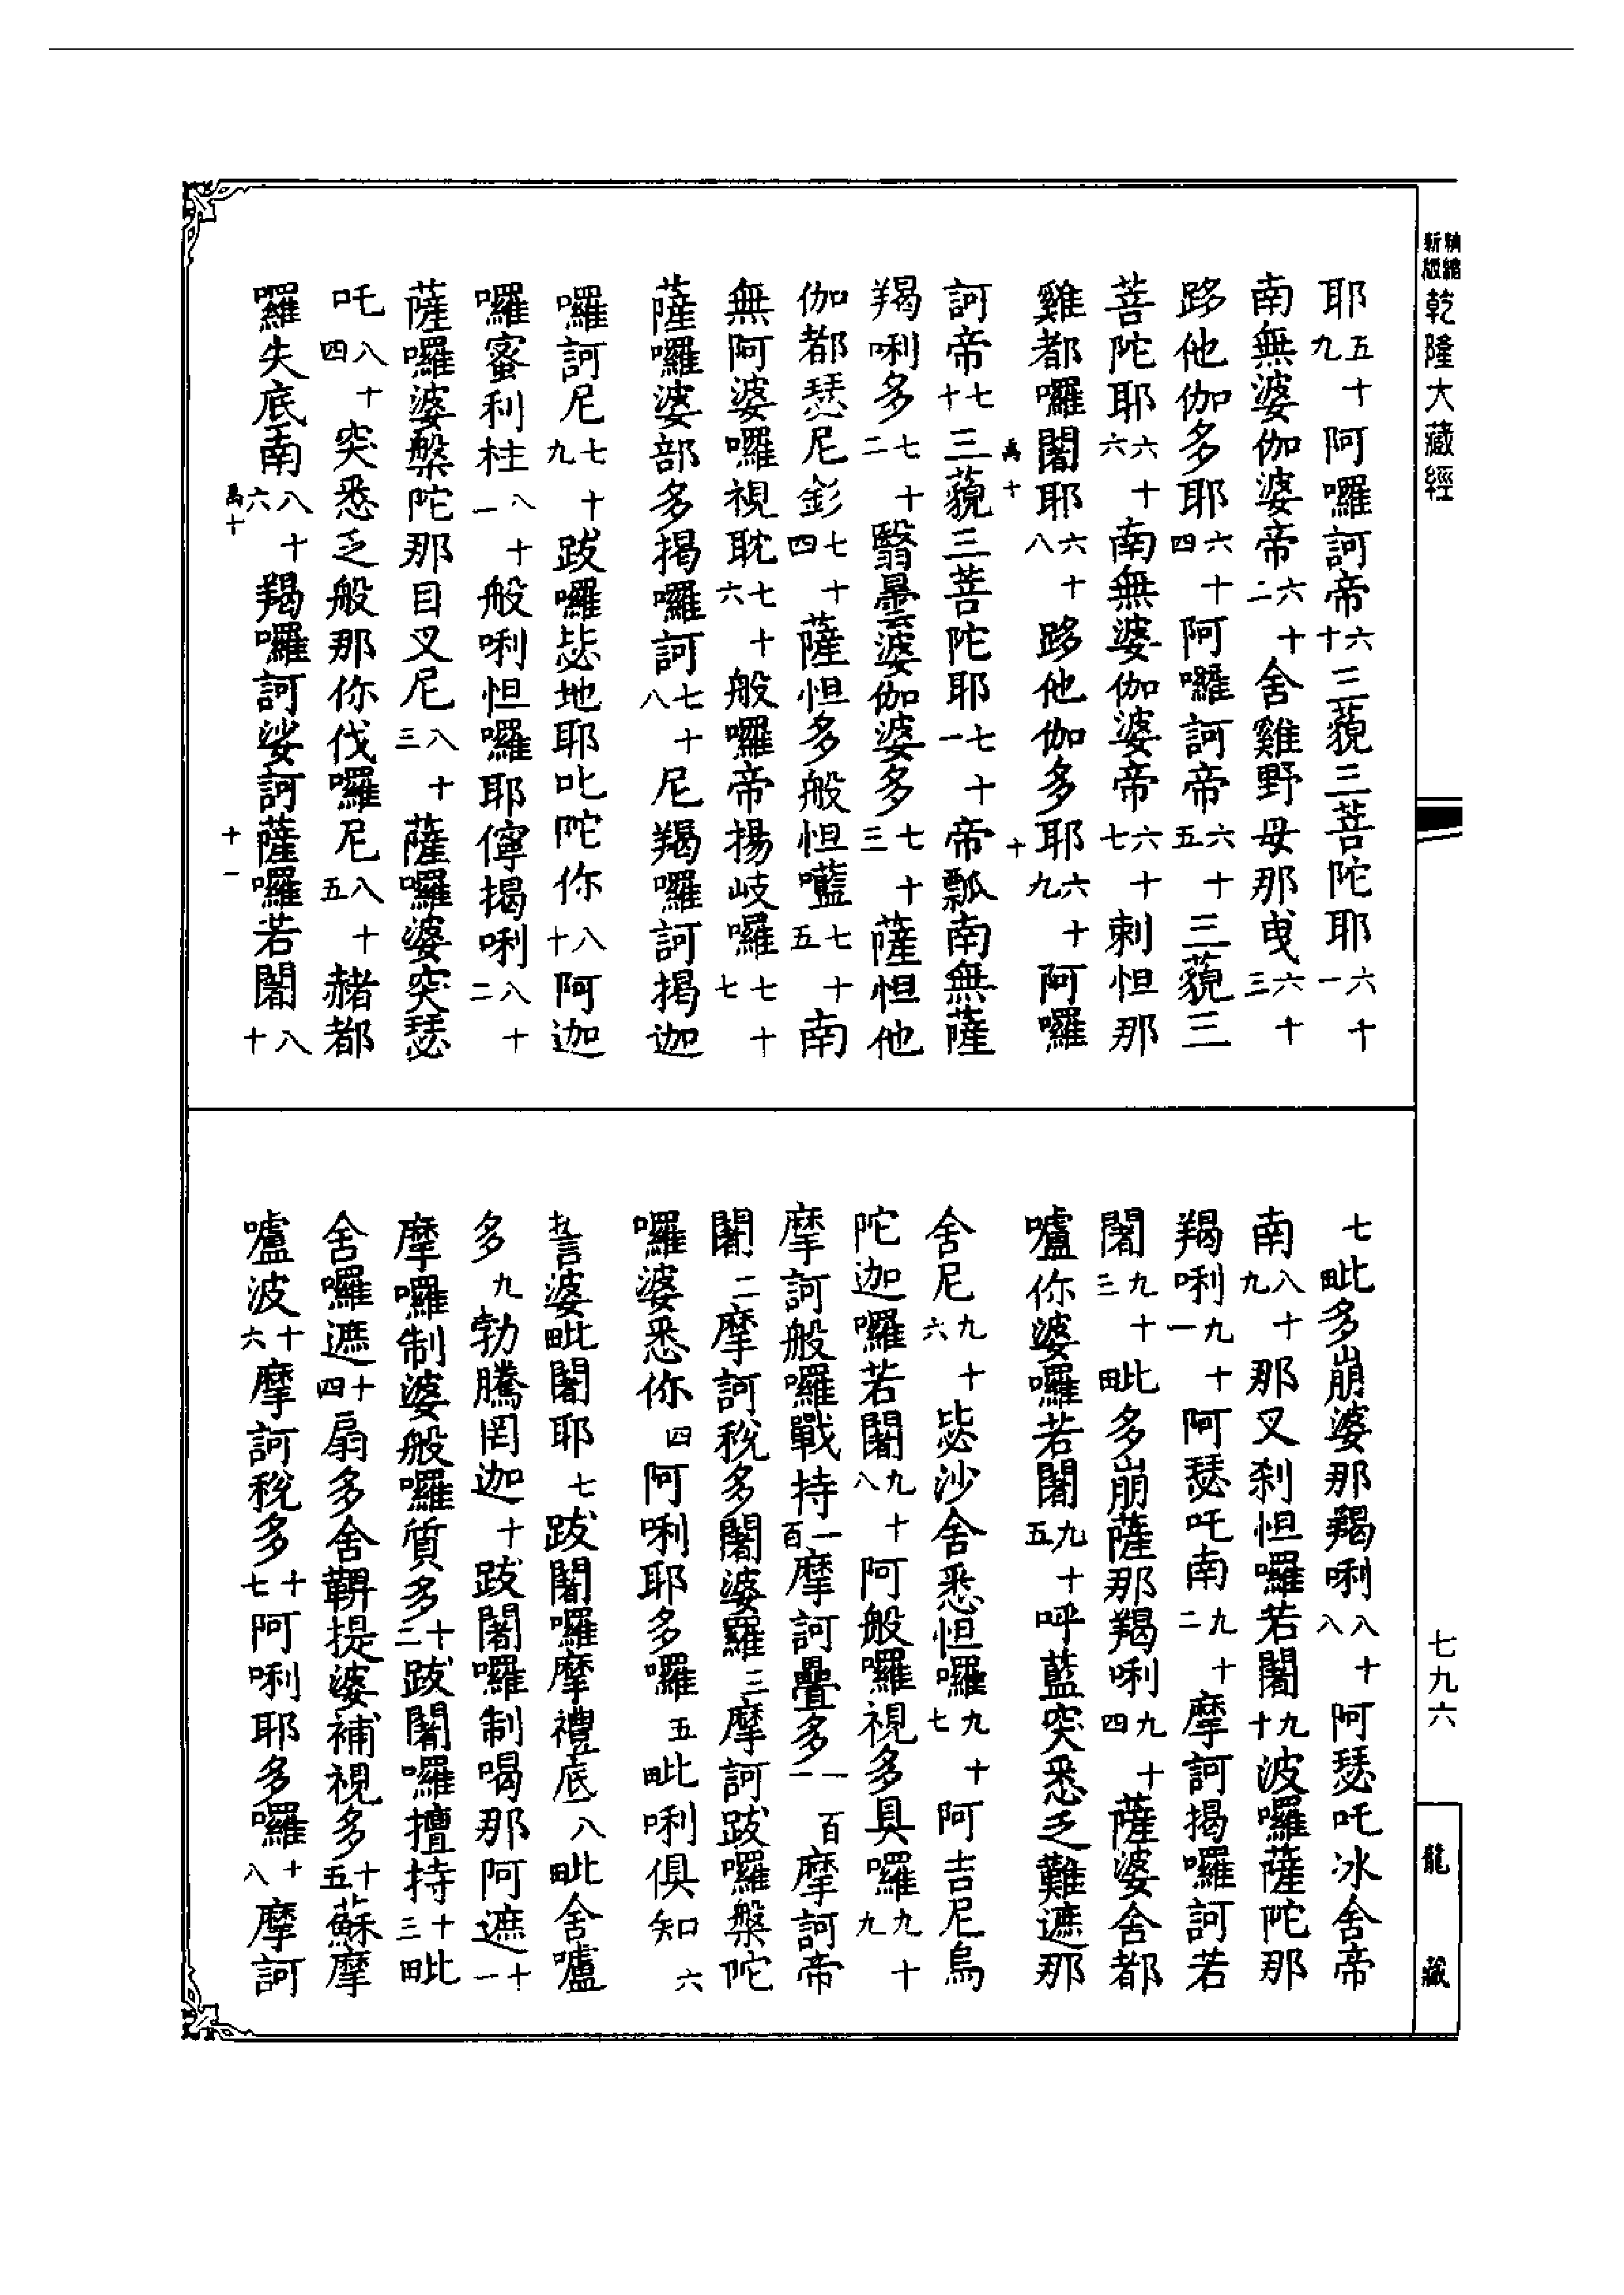 精縮新版乾隆大藏經
耶五十九阿囉訶帝六十三藐三菩陀耶六十一
南無婆伽婆帝六十二舍雞野母那曳六十三
跢他伽多耶六十四阿囉訶帝六十五三藐三
菩陀耶六十六南無婆伽婆帝六十七剌怛那
雞都囉闍耶六十八跢他伽多耶六十九阿囉
訶帝七十三藐三菩陀耶七十一帝瓢南無薩
羯唎多七十二翳曇婆伽婆多七十三薩怛他
伽都瑟尼釤七十四薩怛多般怛㘕七十五南
無阿婆囉視耽七十六般囉帝揚岐囉七十七
薩囉婆部多揭囉訶七十八尼羯囉訶揭迦
囉訶尼七十九跋囉毖地耶叱陀你八十阿迦
囉蜜利柱八十一般唎怛囉耶儜揭唎八十二
薩囉婆槃陀那目叉尼八十三薩囉婆突瑟
吒八十四突悉乏般那你伐囉尼八十五赭都
囉失底南八十六羯囉訶娑訶薩囉若闍八十
七毗多崩婆那羯唎八十八阿瑟吒冰舍帝
南八十九那叉剎怛囉若闍九十波囉薩陀那
羯唎九十一阿瑟吒南九十二摩訶揭囉訶若
闍九十三毗多崩薩那羯唎九十四薩婆舍都
嚧你婆囉若闍九十五呼藍突悉乏難遮那
舍尼九十六毖沙舍悉怛囉九十七阿吉尼烏
陀迦囉若闍九十八阿般囉視多具囉九十九
摩訶般囉戰持一百摩訶疊多一百一摩訶帝
闍二摩訶稅多闍婆囉三摩訶跋囉槃陀
囉婆悉你四阿唎耶多囉五毗唎俱知六
誓婆毗闍耶七跋闍囉摩禮底八毗舍嚧
多九勃騰罔迦十跋闍囉制喝那阿遮十一
摩囉制婆般囉質多十二跋闍囉擅持十三毗
舍囉遮十四扇多舍鞞提婆補視多十五蘇摩
嚧波十六摩訶稅多十七阿唎耶多囉十八摩訶
七九六
龍藏